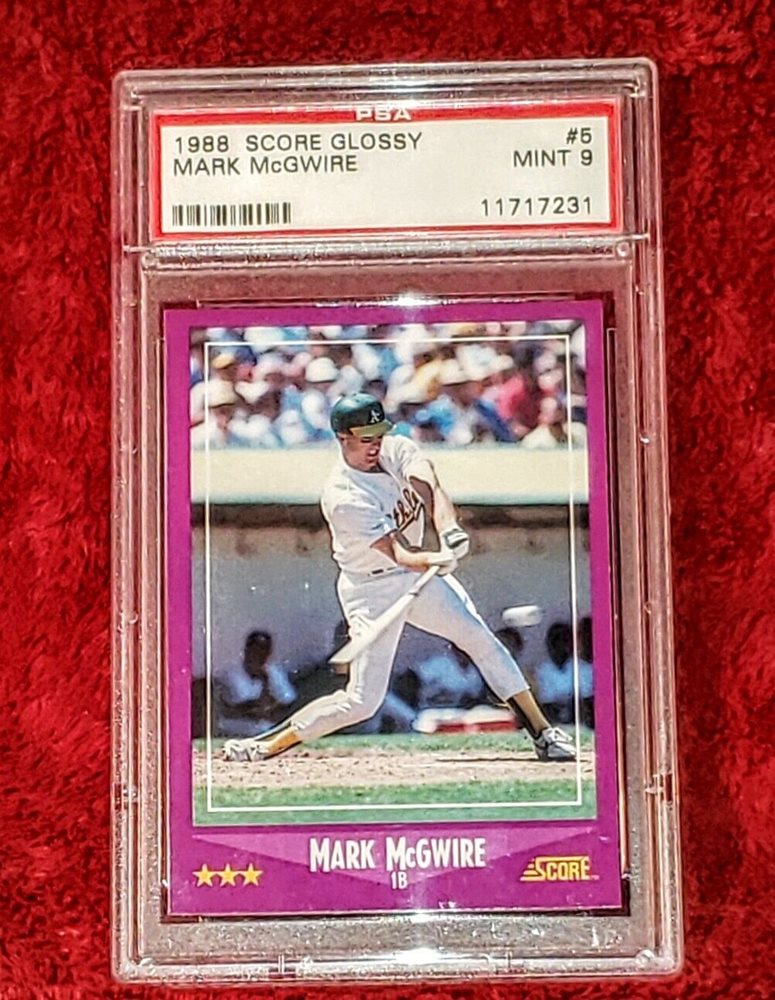 PSA
1988 SCORE GLOSSY #5
MARK McGWIRE MINT 9
11717231
A's
MARK McGWIRE
1B
SCORE